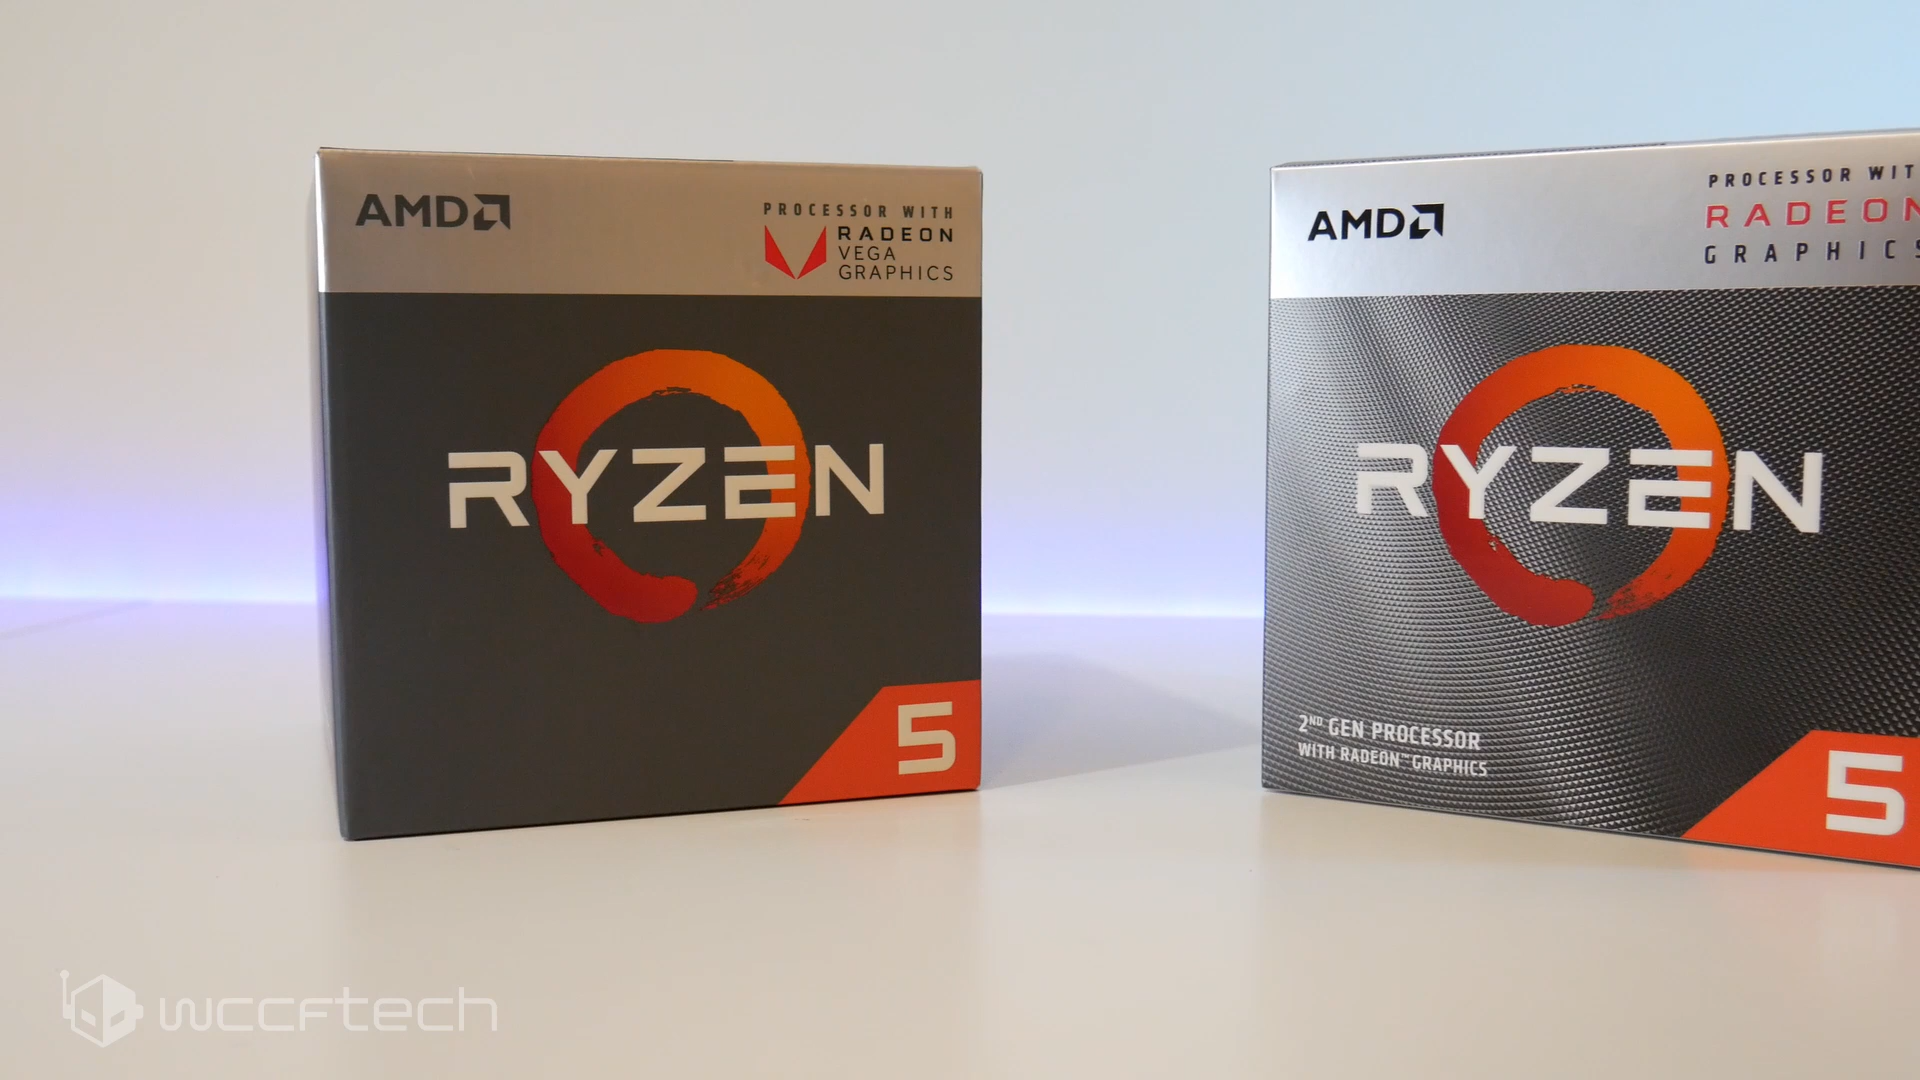 AMD
PROCESSOR WITH
RADEON
VEGA
GRAPHICS
RYZEN
5
AMD
PROCESSOR WIT
RADEON
GRAPHICS
RYZEN
2ND GEN PROCESSOR
WITH RADEON™ GRAPHICS
5
wccftech